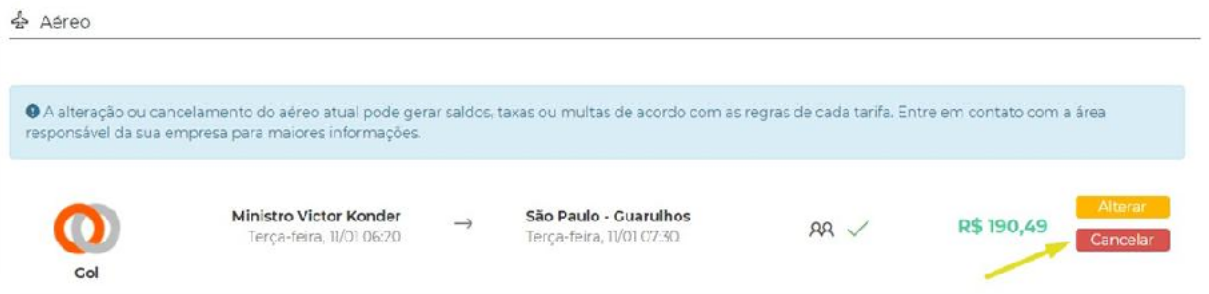 Aéreo
A alteração ou cancelamento do aéreo atual pode gerar saldos, taxas ou multas de acordo com as regras de cada tarifa. Entre em contato com a área
responsável da sua empresa para maiores informações.
Ministro Victor Konder → São Paulo - Guarulhos
Terça-feira, 11/01 06:20 Terça-feira, 11/01 07:30
R$ 190,49
Alterar
Cancelar
Gol